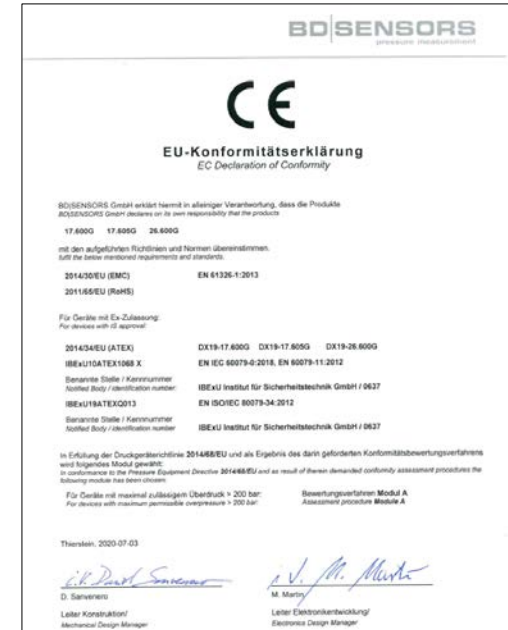 BD|SENSORS
pressure measurement
CE
EU-Konformitätserklärung
EC Declaration of Conformity
BD|SENSORS GmbH erklärt hiermit in alleiniger Verantwortung, dass die Produkte
BD|SENSORS GmbH declares on its own responsibility that the products
17.600G 17.605G 26.600G
mit den aufgeführten Richtlinien und Normen übereinstimmen.
fulfil the below mentioned requirements and standards.
2014/30/EU (EMC) EN 61326-1:2013
2011/65/EU (RoHS)
Für Geräte mit Ex-Zulassung:
For devices with IS approval:
2014/34/EU (ATEX) DX19-17.600G DX19-17.605G DX19-26.600G
IBExU10ATEX1068 X EN IEC 60079-0:2018, EN 60079-11:2012
Benannte Stelle / Kennnummer
Notified Body / identification number IBExU Institut für Sicherheitstechnik GmbH / 0637
IBExU19ATEXQ013 EN ISO/IEC 80079-34:2012
Benannte Stelle / Kennnummer
Notified Body / identification number IBExU Institut für Sicherheitstechnik GmbH / 0637
In Erfüllung der Druckgeräterichtlinie 2014/68/EU und als Ergebnis des darin geforderten Konformitätsbewertungsverfahrens
wird folgendes Modul gewählt:
In conformance to the Pressure Equipment Directive 2014/68/EU and as result of therein demanded conformity assessment procedures the
following module has been chosen:
Für Geräte mit maximal zulässigem Überdruck > 200 bar: Bewertungsverfahren Modul A
For devices with maximum permissible overpressure > 200 bar: Assessment procedure Module A
Thierstein, 2020-07-03
D. Sanvenero M. Martin
Leiter Konstruktion/ Leiter Elektronikentwicklung/
Mechanical Design Manager Electronics Design Manager